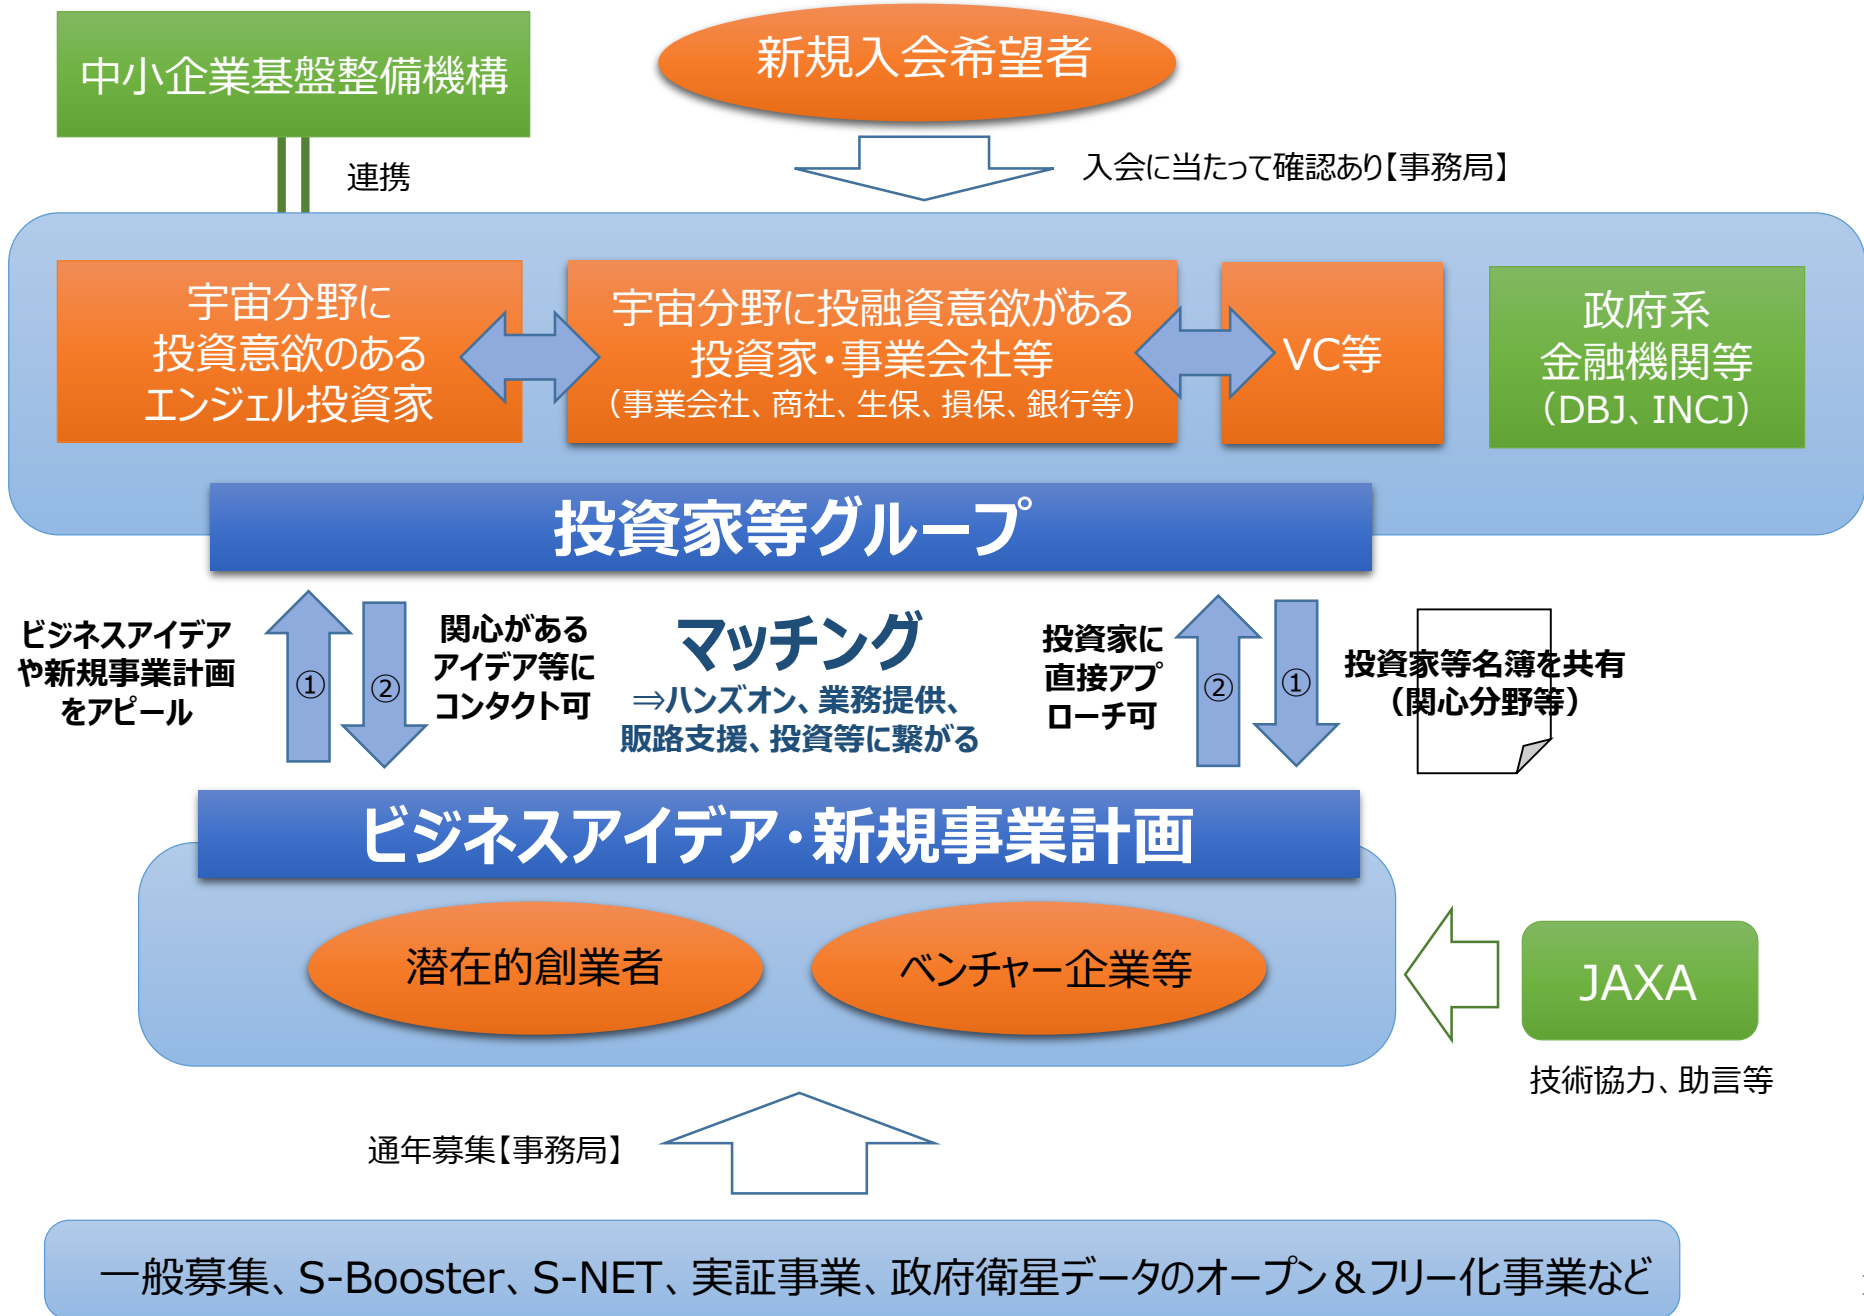 中小企業基盤整備機構
新規入会希望者
連携
入会に当たって確認あり【事務局】
宇宙分野に
投資意欲のある
エンジェル投資家
宇宙分野に投融資意欲がある
投資家・事業会社等
（事業会社、商社、生保、損保、銀行等）
VC等
政府系
金融機関等
（DBJ、INCJ）
投資家等グループ
ビジネスアイデア
や新規事業計画
をアピール
①
②
関心がある
アイデア等に
コンタクト可
マッチング
⇒ハンズオン、業務提供、
販路支援、投資等に繋がる
投資家に
直接アプ
ローチ可
②
①
投資家等名簿を共有
（関心分野等）
ビジネスアイデア・新規事業計画
潜在的創業者
ベンチャー企業等
JAXA
技術協力、助言等
通年募集【事務局】
一般募集、S-Booster、S-NET、実証事業、政府衛星データのオープン＆フリー化事業など